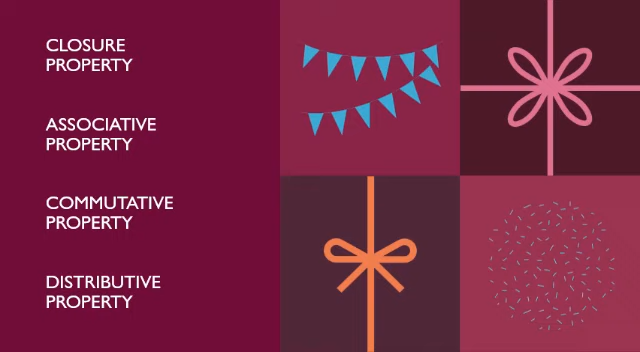 CLOSURE
PROPERTY
ASSOCIATIVE
PROPERTY
COMMUTATIVE
PROPERTY
DISTRIBUTIVE
PROPERTY